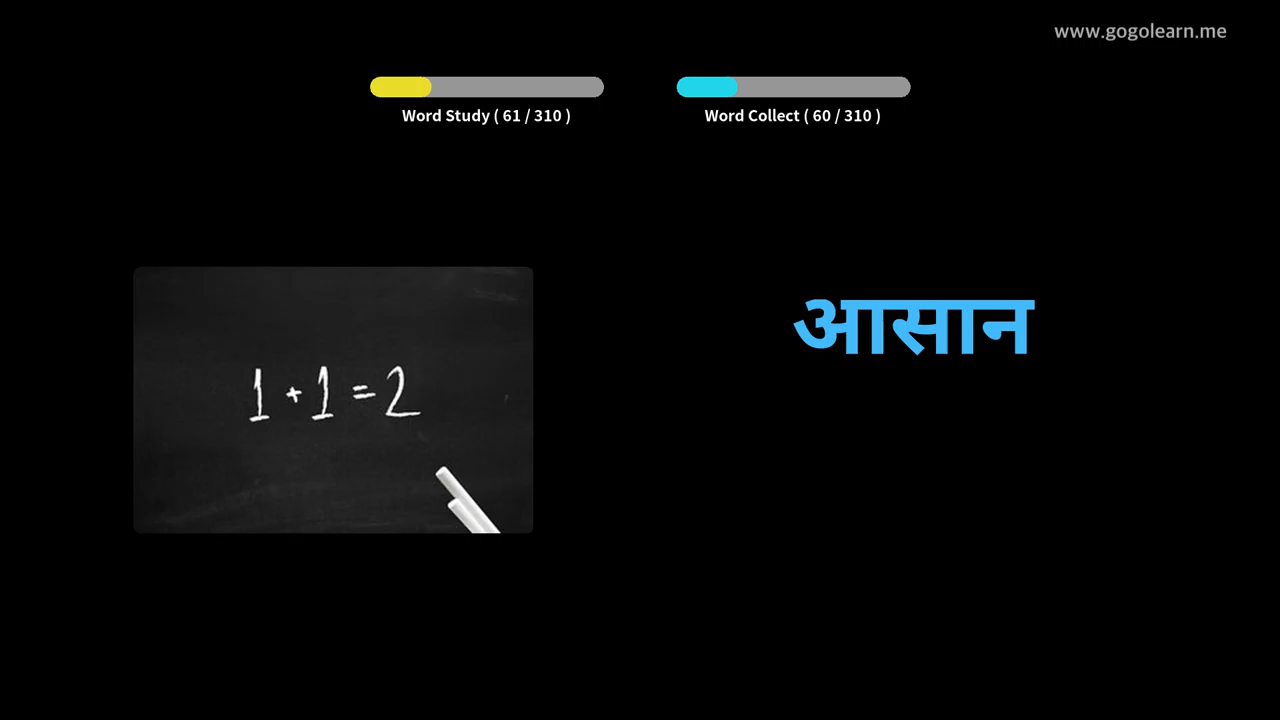 www.gogolearn.me
Word Study ( 61 / 310 )
Word Collect ( 60 / 310 )
आसान
1 + 1 = 2